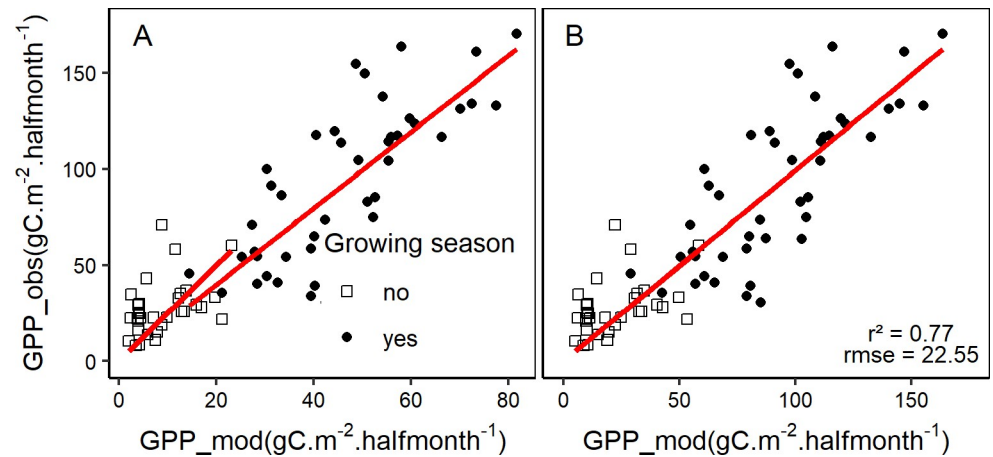 A
B
GPP_obs(gC.m⁻².halfmonth⁻¹)
150
100
50
0
Growing season
no
yes
r² = 0.77
rmse = 22.55
0 20 40 60 80
0 50 100 150
GPP_mod(gC.m⁻².halfmonth⁻¹)
GPP_mod(gC.m⁻².halfmonth⁻¹)